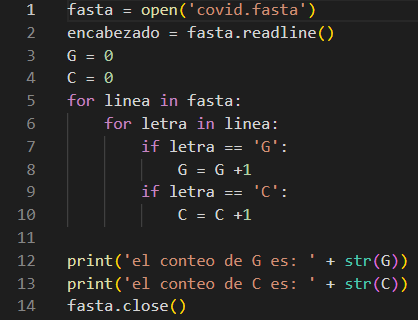 1 fasta = open('covid.fasta')
2 encabezado = fasta.readline()
3 G = 0
4 C = 0
5 for linea in fasta:
6     for letra in linea:
7         if letra == 'G':
8             G = G +1
9         if letra == 'C':
10             C = C +1
11
12 print('el conteo de G es: ' + str(G))
13 print('el conteo de C es: ' + str(C))
14 fasta.close()